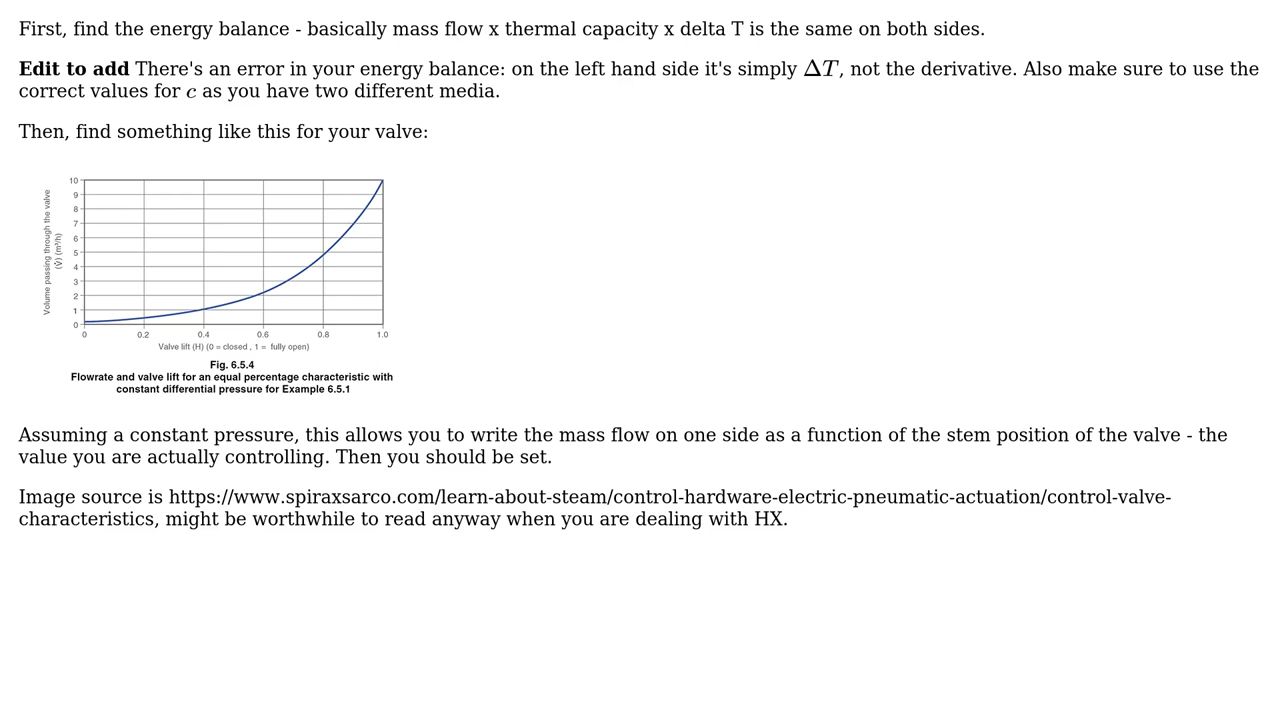 First, find the energy balance - basically mass flow x thermal capacity x delta T is the same on both sides.
Edit to add There's an error in your energy balance: on the left hand side it's simply ΔT, not the derivative. Also make sure to use the
correct values for c as you have two different media.
Then, find something like this for your valve:
Volume passing through the valve
(V̇) (m³/h)
10
9
8
7
6
5
4
3
2
1
0
0 0.2 0.4 0.6 0.8 1.0
Valve lift (H) (0 = closed , 1 = fully open)
Fig. 6.5.4
Flowrate and valve lift for an equal percentage characteristic with
constant differential pressure for Example 6.5.1
Assuming a constant pressure, this allows you to write the mass flow on one side as a function of the stem position of the valve - the
value you are actually controlling. Then you should be set.
Image source is https://www.spiraxsarco.com/learn-about-steam/control-hardware-electric-pneumatic-actuation/control-valve-
characteristics, might be worthwhile to read anyway when you are dealing with HX.